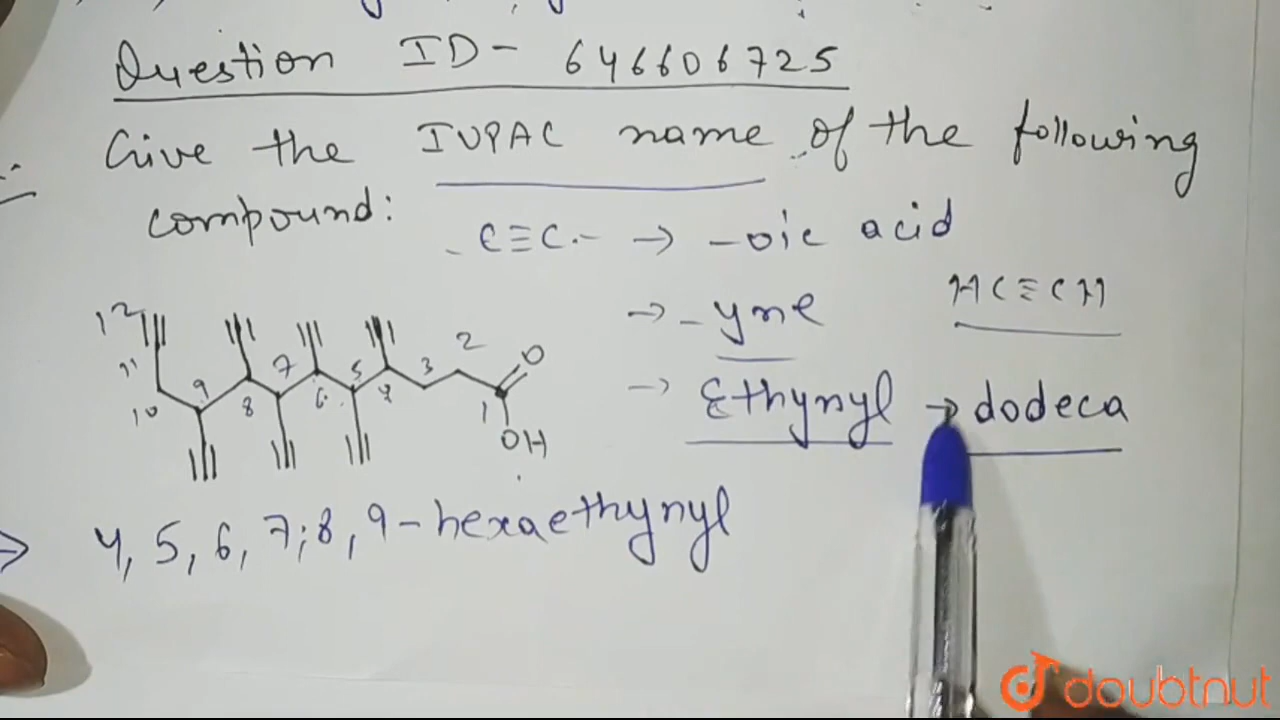 Question ID- 646606725
Give the IUPAC name of the following
compound:
-C≡C- → -oic acid
→ -yne
HC≡CH
→ Ethynyl → dodeca
12
11
10
9
8
7
6
5
4
3
2
1
O
OH
⇒ 4, 5, 6, 7, 8, 9-hexaethynyl
doubtnut